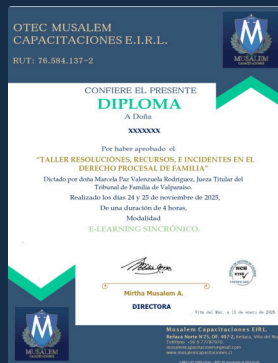 OTEC MUSALEM
CAPACITACIONES E.I.R.L.
RUT: 76.584.137-2
MUSALEM
CONFIERE EL PRESENTE
DIPLOMA
A Doña
xxxxxxx
Por haber aprobado el
"TALLER RESOLUCIÓNES, RECURSOS, E INCIDENTES EN EL
DERECHO PROCESAL DE FAMILIA"
Dictado por doña Marcela Paz Valenzuela Rodríguez, Jueza Titular del
Tribunal de Familia de Valparaíso.
Realizado los días 24 y 25 de noviembre de 2025,
De una duración de 4 horas,
Modalidad
E-LEARNING SINCRÓNICO.
Mirtha Musalem A.
DIRECTORA
MUSALEM
Musalem Capacitaciones EIRL